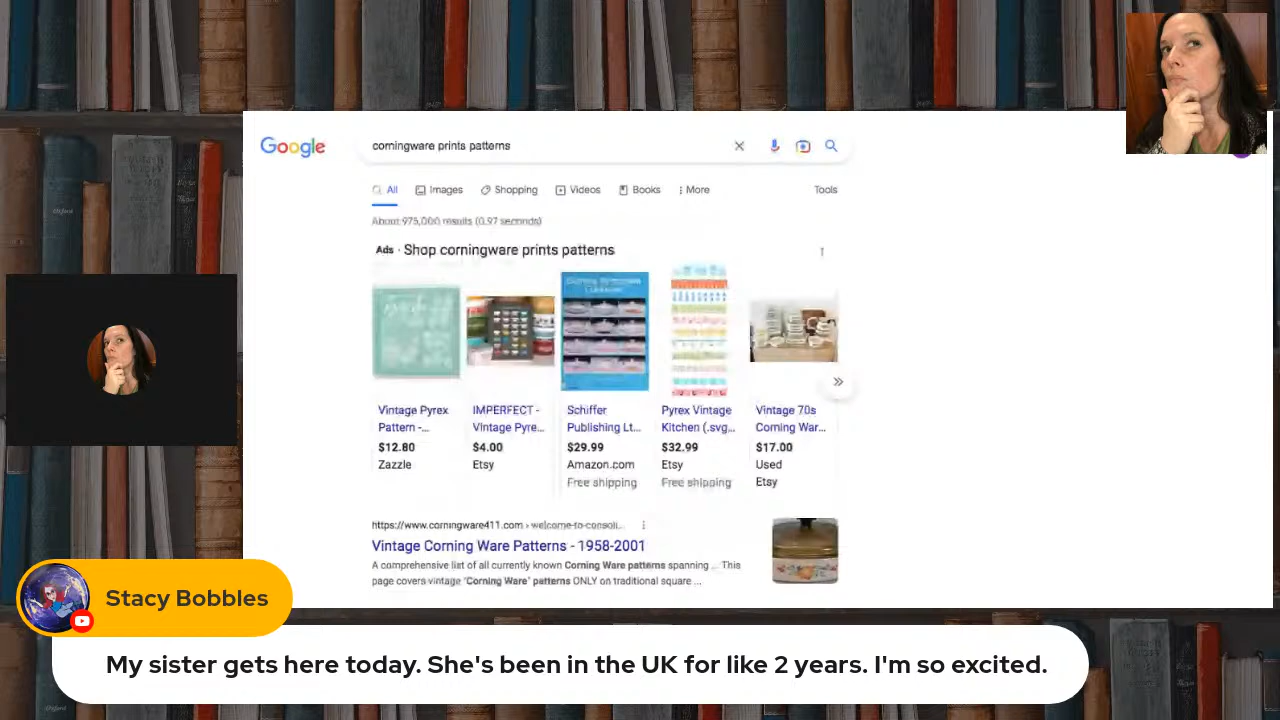 Google
corningware prints patterns
All
Images
Shopping
Videos
Books
More
Tools
About 975,000 results (0.97 seconds)
Ads · Shop corningware prints patterns
Vintage Pyrex
Pattern -...
$12.80
Zazzle
IMPERFECT -
Vintage Pyre...
$4.00
Etsy
Schiffer
Publishing Lt...
$29.99
Amazon.com
Free shipping
Pyrex Vintage
Kitchen (.svg...
$32.99
Etsy
Free shipping
Vintage 70s
Corning War...
$17.00
Used
Etsy
https://www.corningware411.com › welcome-to-consoli...
Vintage Corning Ware Patterns - 1958-2001
A comprehensive list of all currently known Corning Ware patterns spanning ... This
page covers vintage "Corning Ware" patterns ONLY on traditional square ...
Stacy Bobbles
My sister gets here today. She's been in the UK for like 2 years. I'm so excited.